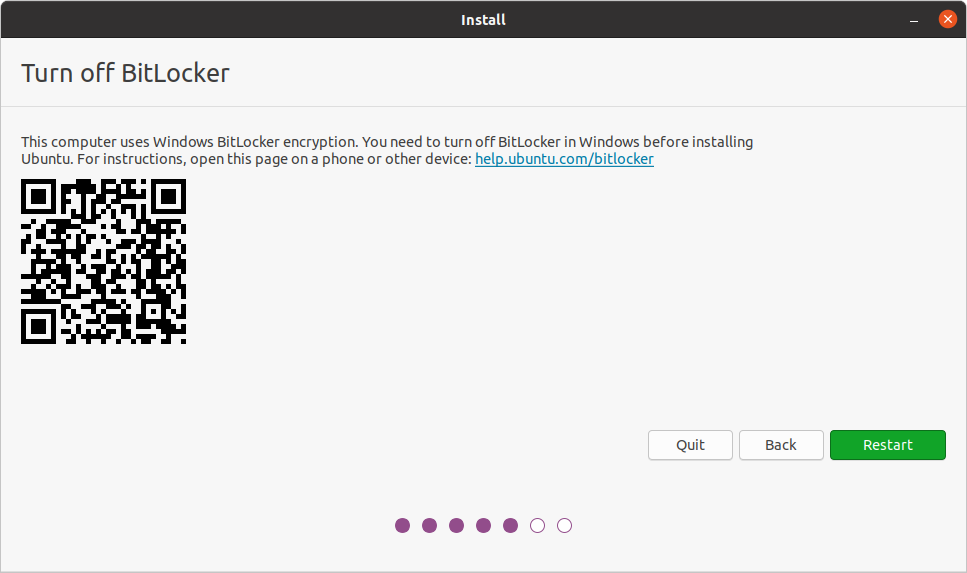 Install
Turn off BitLocker
This computer uses Windows BitLocker encryption. You need to turn off BitLocker in Windows before installing
Ubuntu. For instructions, open this page on a phone or other device: help.ubuntu.com/bitlocker
Quit
Back
Restart